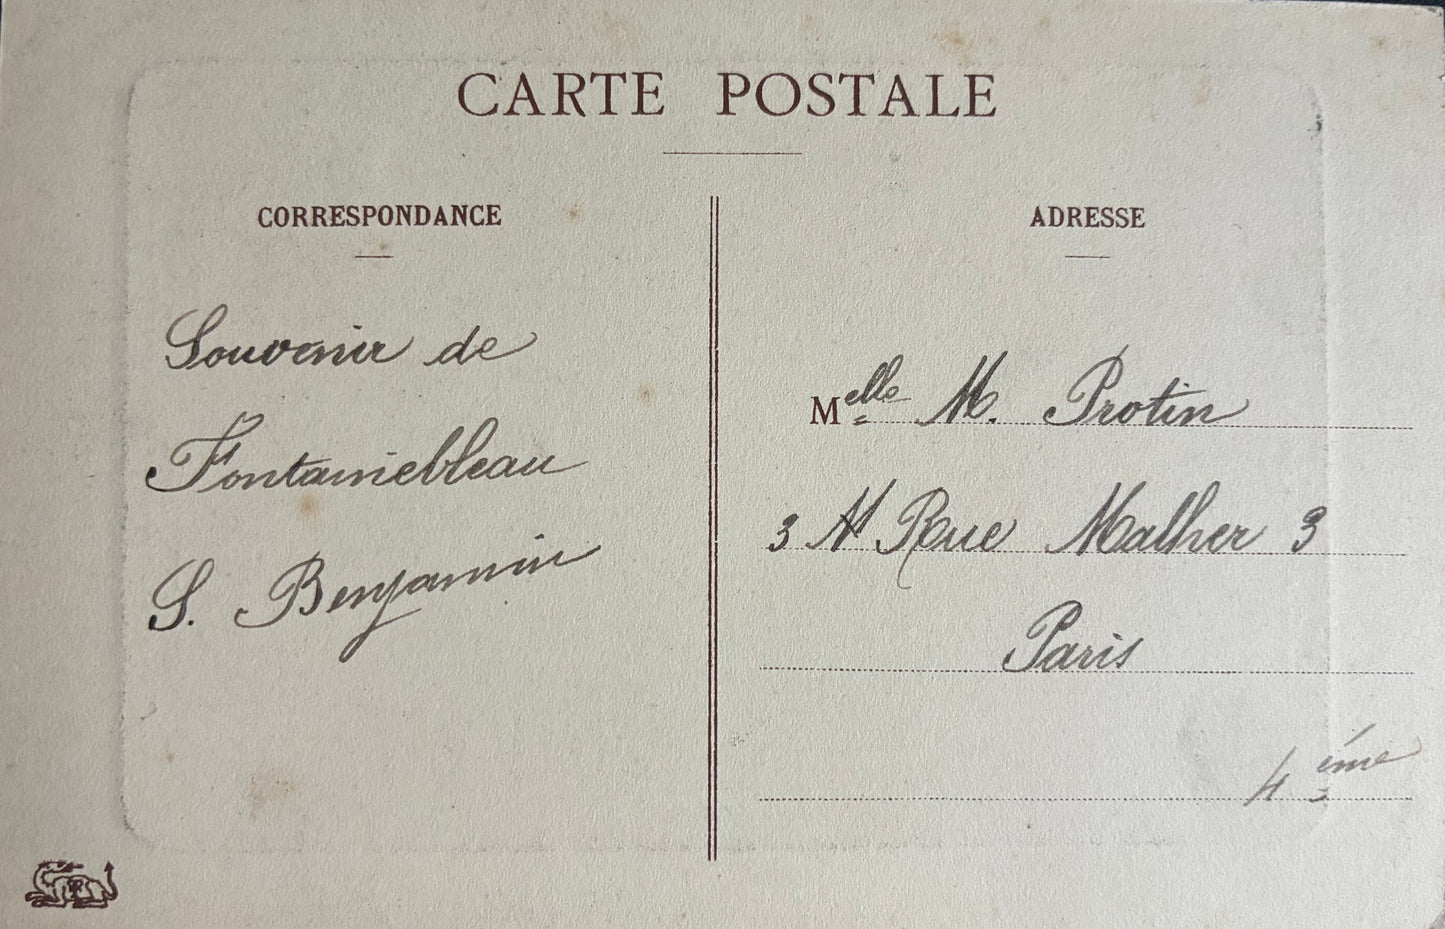 CARTE POSTALE
CORRESPONDANCE
Souvenir de
Fontainebleau
S. Benjamin
ADRESSE
Melle M. Protin
3 Rue Malher 3
Paris
4ème